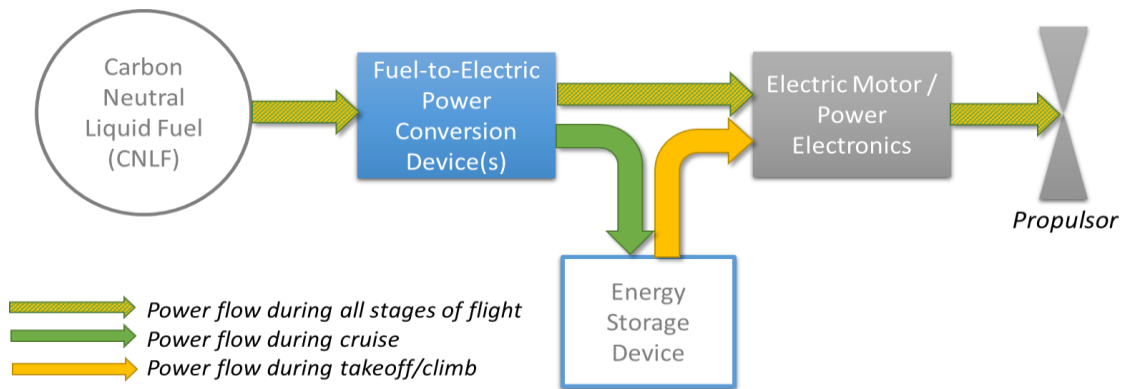 Carbon
Neutral
Liquid Fuel
(CNLF)
Fuel-to-Electric
Power
Conversion
Device(s)
Electric Motor /
Power
Electronics
Propulsor
Energy
Storage
Device
Power flow during all stages of flight
Power flow during cruise
Power flow during takeoff/climb